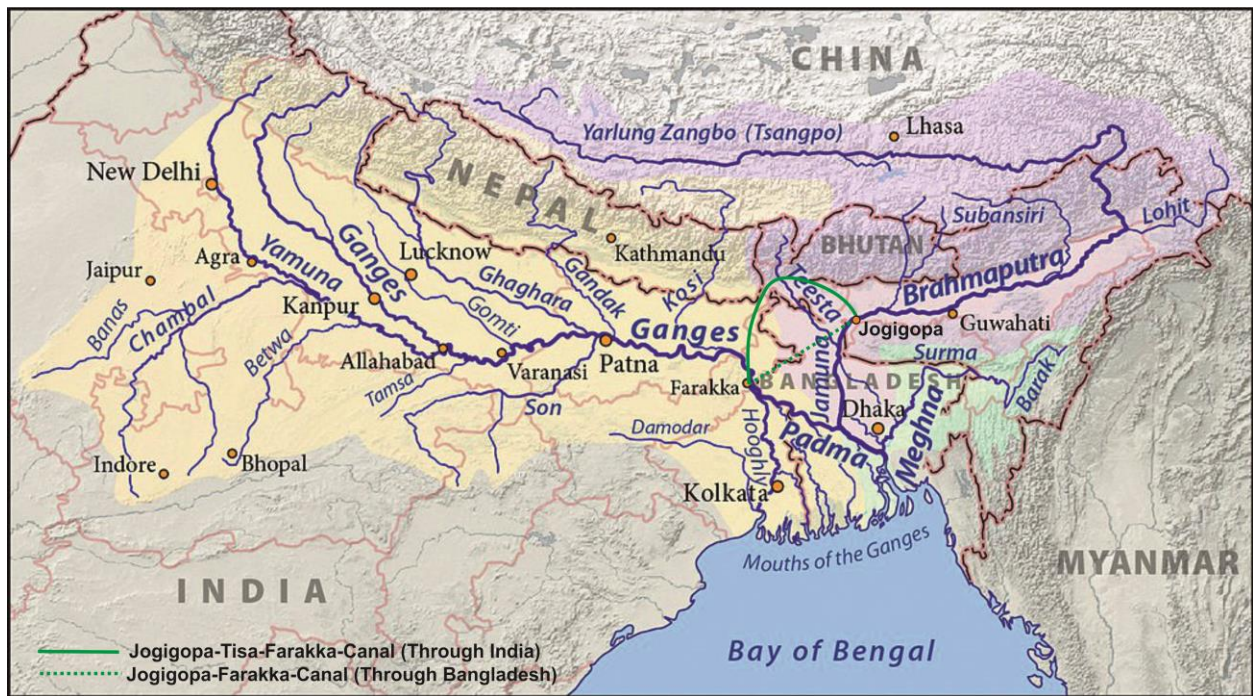 CHINA
Yarlung Zangbo (Tsangpo)
Lhasa
New Delhi
NEPAL
Subansiri
Lohit
Kathmandu
BHUTAN
Agra
Yamuna
Ganges
Lucknow
Jaipur
Ghaghara
Gandak
Kosi
Teesta
Brahmaputra
Banas
Chambal
Kanpur
Gomti
Ganges
Jogigopa
Guwahati
Betwa
Allahabad
Varanasi
Patna
Surma
Tamsa
Son
Farakka
BANGLADESH
Jamuna
Barak
Dhaka
Meghna
Damodar
Hooghly
Padma
Indore
Bhopal
Kolkata
Mouths of the Ganges
MYANMAR
INDIA
Bay of Bengal
Jogigopa-Tisa-Farakka-Canal (Through India)
Jogigopa-Farakka-Canal (Through Bangladesh)